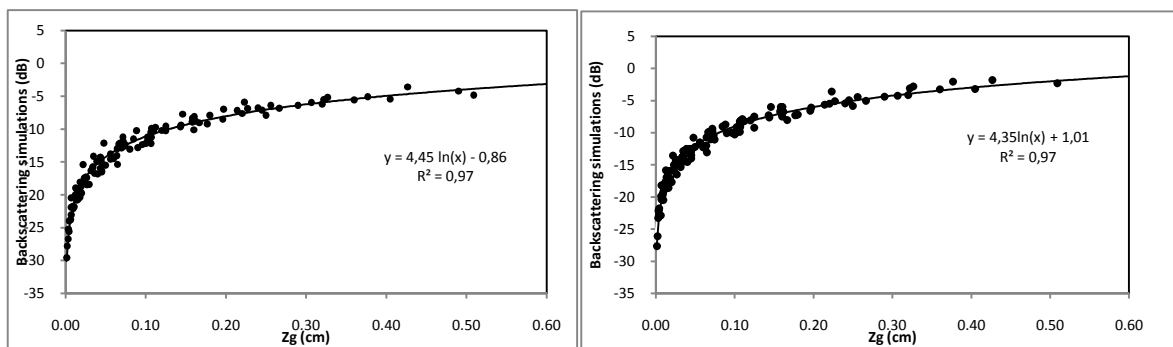 Backscattering simulations (dB)
5
0
-5
-10
-15
-20
-25
-30
-35
y = 4,45 ln(x) - 0,86
R² = 0,97
0.00 0.10 0.20 0.30 0.40 0.50 0.60
Zg (cm)
Backscattering simulations (dB)
5
0
-5
-10
-15
-20
-25
-30
-35
y = 4,35ln(x) + 1,01
R² = 0,97
0.00 0.10 0.20 0.30 0.40 0.50 0.60
Zg (cm)